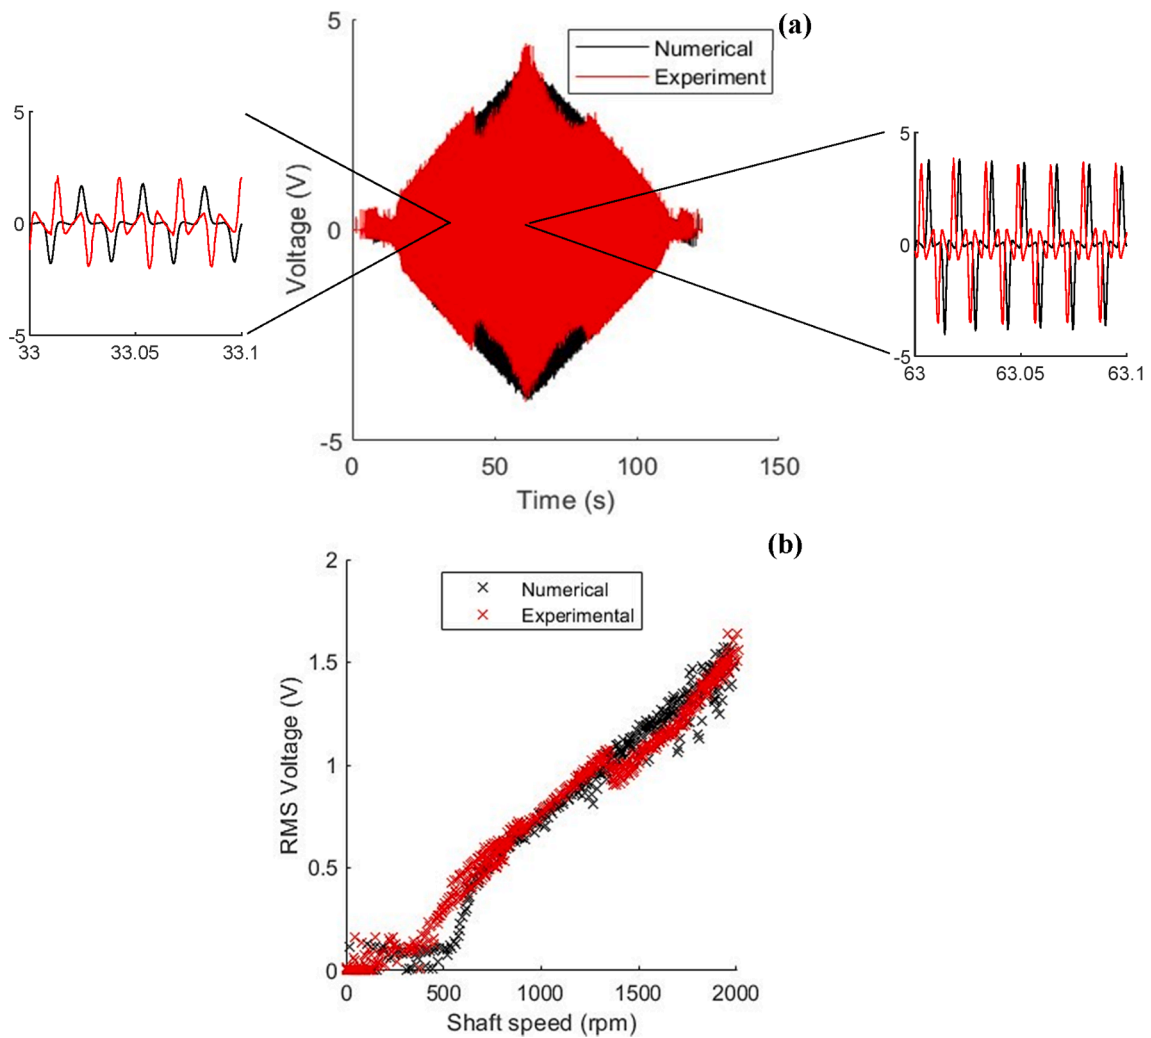 (a)
5
0
-5
Voltage (V)
0 50 100 150
Time (s)
Numerical
Experiment
5
0
-5
33 33.05 33.1
5
0
-5
63 63.05 63.1
(b)
2
1.5
1
0.5
0
RMS Voltage (V)
0 500 1000 1500 2000
Shaft speed (rpm)
Numerical
Experimental